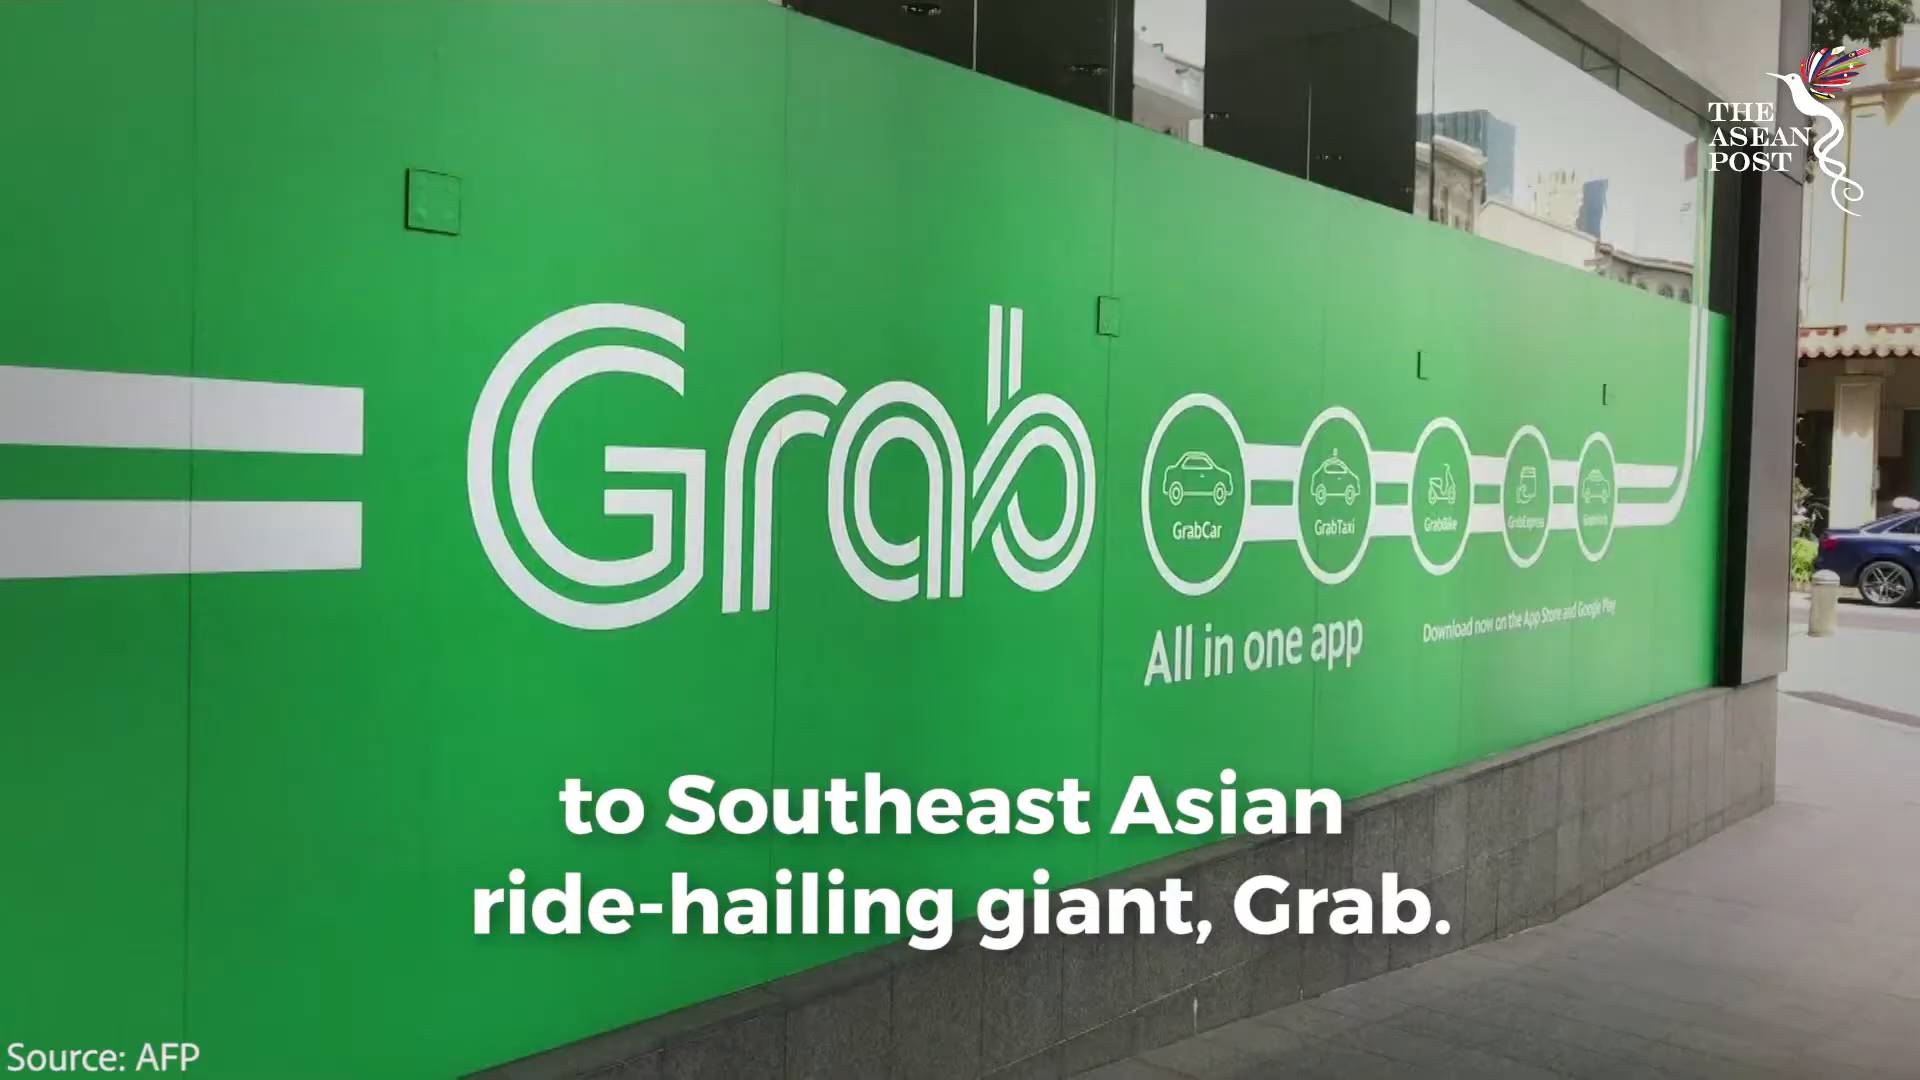 THE
ASEAN
POST
Grab
GrabCar
GrabTaxi
GrabBike
GrabExpress
All in one app
Download now on the App Store and Google Play
to Southeast Asian
ride-hailing giant, Grab.
Source: AFP